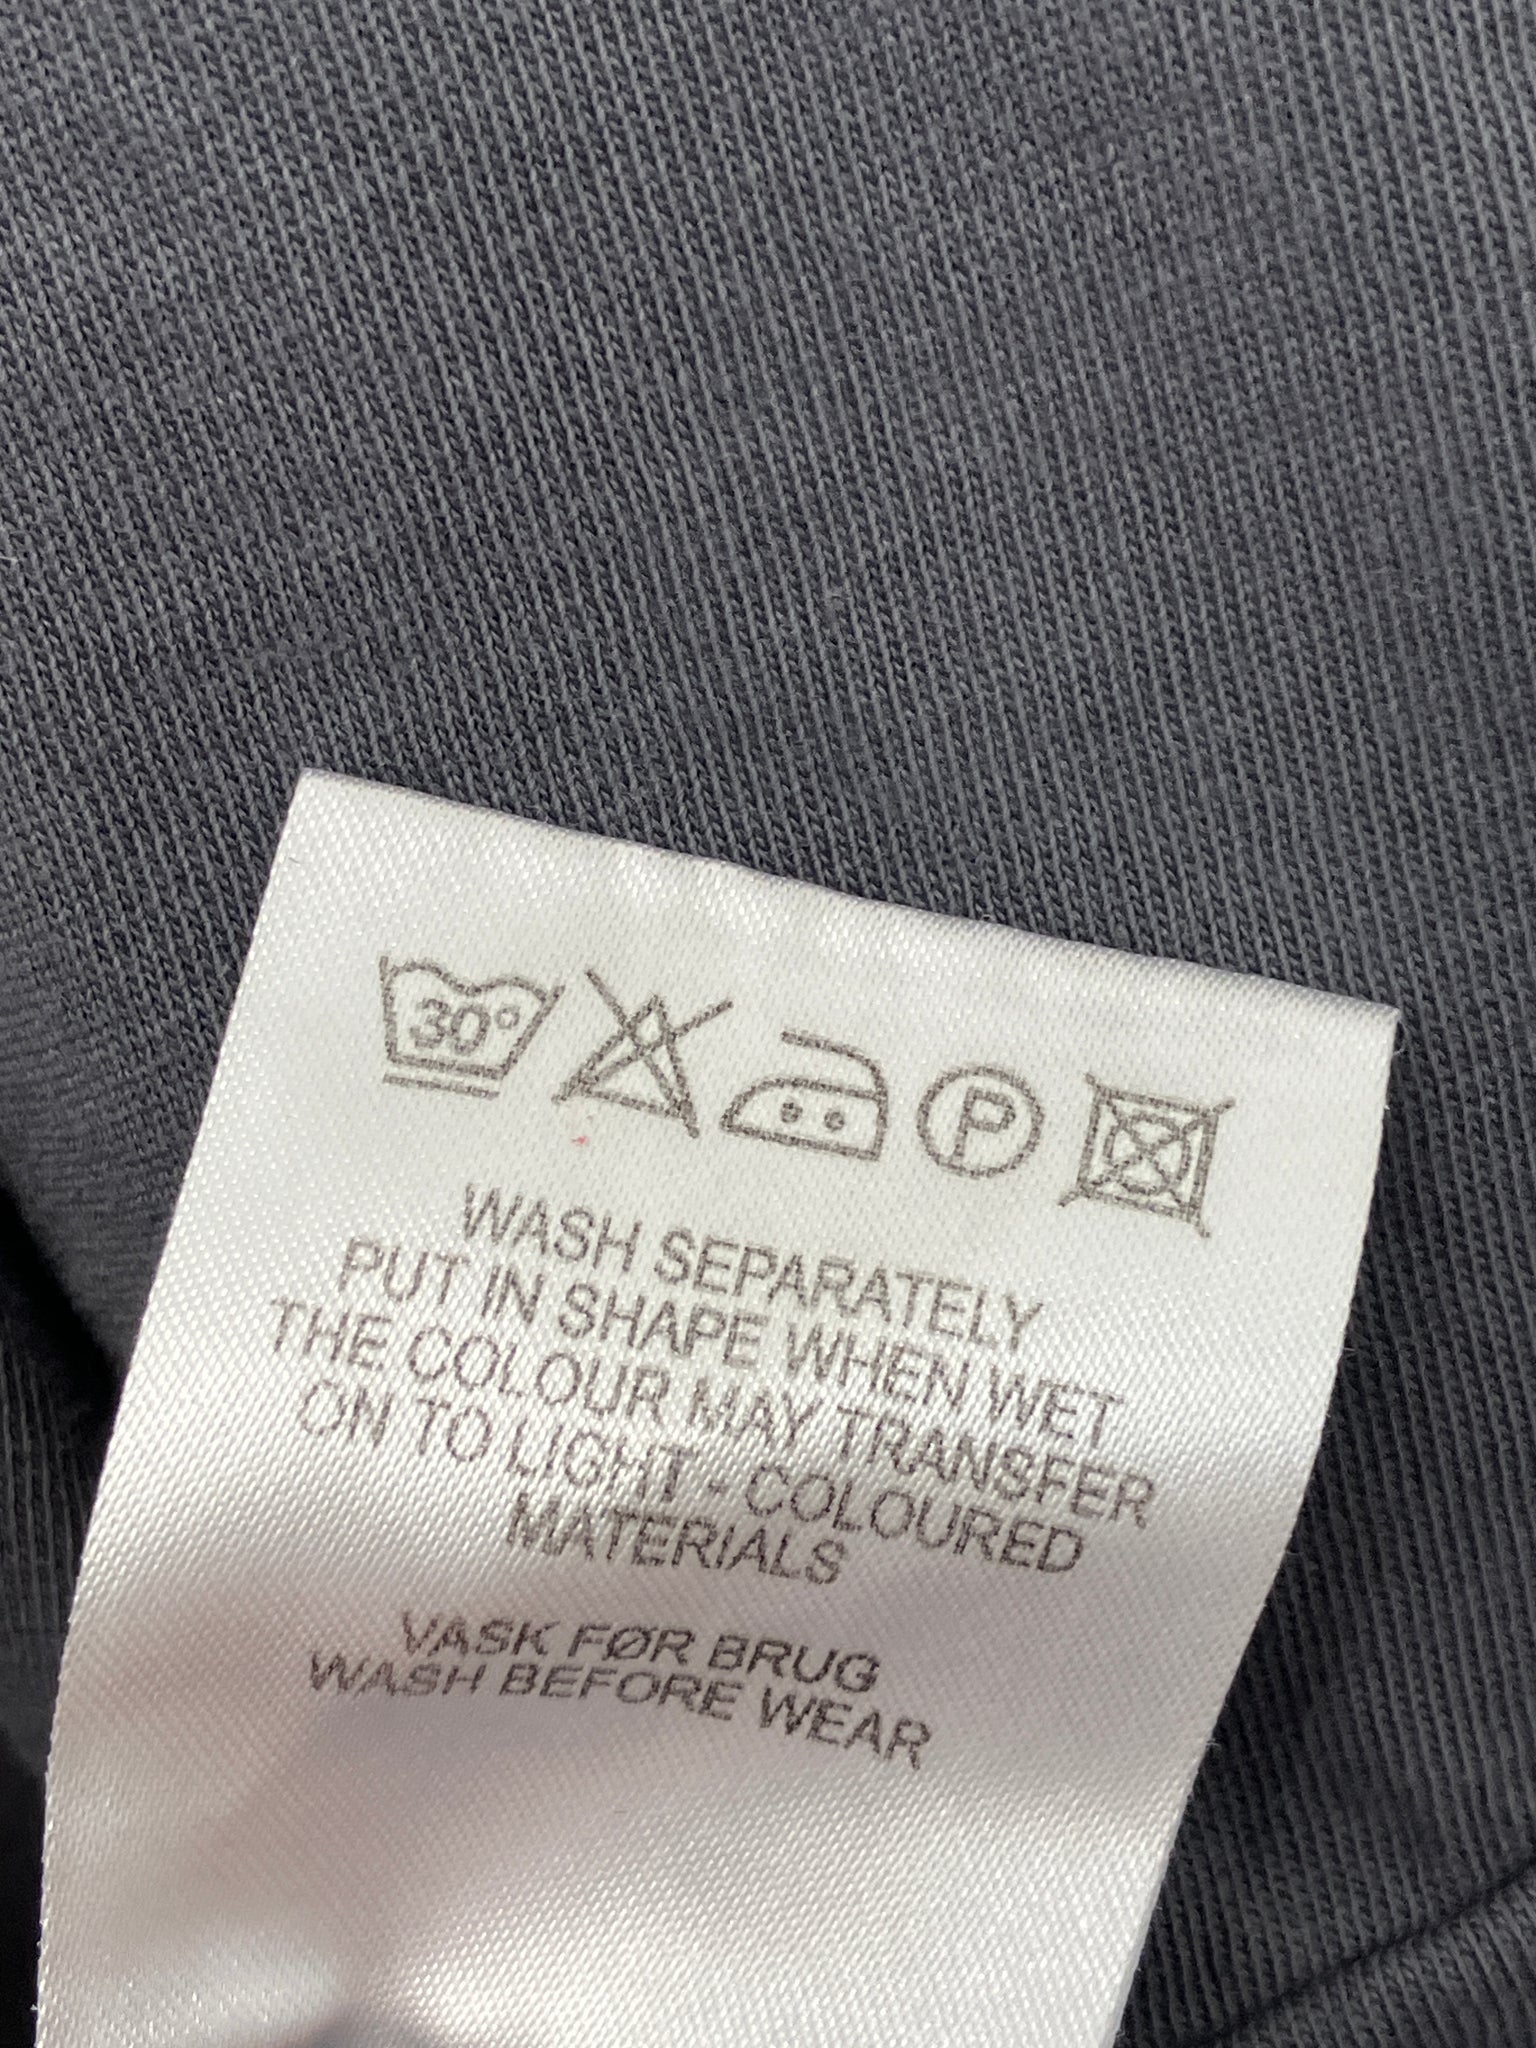 30°
P
WASH SEPARATELY
PUT IN SHAPE WHEN WET
THE COLOUR MAY TRANSFER
ON TO LIGHT - COLOURED
MATERIALS
VASK FØR BRUG
WASH BEFORE WEAR